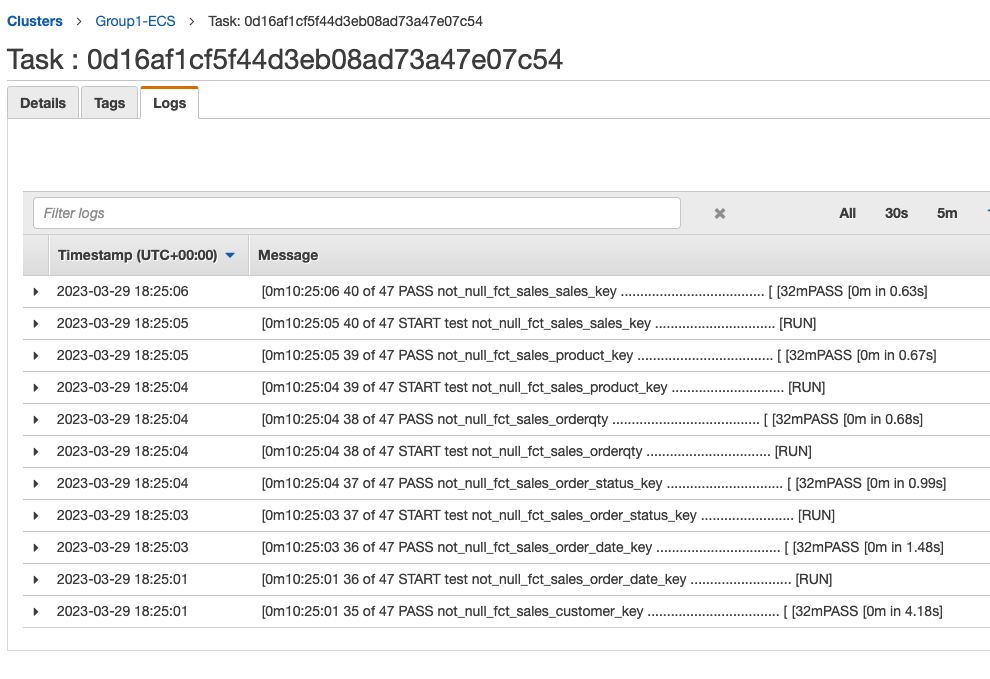 Clusters > Group1-ECS > Task: 0d16af1cf5f44d3eb08ad73a47e07c54
Task : 0d16af1cf5f44d3eb08ad73a47e07c54
Details Tags Logs
Filter logs All 30s 5m
Timestamp (UTC+00:00) Message
2023-03-29 18:25:06 [0m10:25:06 40 of 47 PASS not_null_fct_sales_sales_key .................................... [ [32mPASS [0m in 0.63s]
2023-03-29 18:25:05 [0m10:25:05 40 of 47 START test not_null_fct_sales_sales_key .............................. [RUN]
2023-03-29 18:25:05 [0m10:25:05 39 of 47 PASS not_null_fct_sales_product_key .................................. [ [32mPASS [0m in 0.67s]
2023-03-29 18:25:04 [0m10:25:04 39 of 47 START test not_null_fct_sales_product_key ............................ [RUN]
2023-03-29 18:25:04 [0m10:25:04 38 of 47 PASS not_null_fct_sales_orderqty ..................................... [ [32mPASS [0m in 0.68s]
2023-03-29 18:25:04 [0m10:25:04 38 of 47 START test not_null_fct_sales_orderqty ............................... [RUN]
2023-03-29 18:25:04 [0m10:25:04 37 of 47 PASS not_null_fct_sales_order_status_key ............................. [ [32mPASS [0m in 0.99s]
2023-03-29 18:25:03 [0m10:25:03 37 of 47 START test not_null_fct_sales_order_status_key ....................... [RUN]
2023-03-29 18:25:03 [0m10:25:03 36 of 47 PASS not_null_fct_sales_order_date_key ............................... [ [32mPASS [0m in 1.48s]
2023-03-29 18:25:01 [0m10:25:01 36 of 47 START test not_null_fct_sales_order_date_key ......................... [RUN]
2023-03-29 18:25:01 [0m10:25:01 35 of 47 PASS not_null_fct_sales_customer_key ................................. [ [32mPASS [0m in 4.18s]